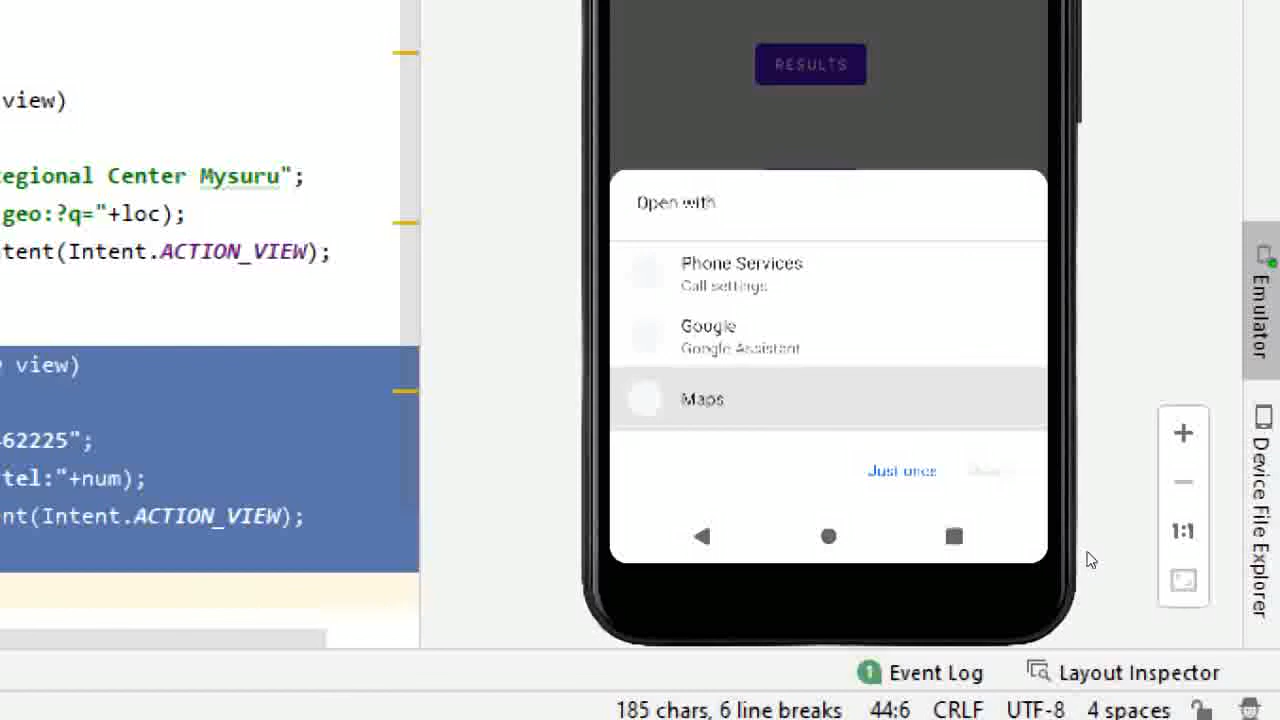 RESULTS
view)
egional Center Mysuru";
geo:?q="+loc);
tent(Intent.ACTION_VIEW);
view)
462225";
tel:"+num);
nt(Intent.ACTION_VIEW);
Open with
Phone Services
Call settings
Google
Google Assistant
Maps
Just once
1:1
Emulator
Device File Explorer
1 Event Log
Layout Inspector
185 chars, 6 line breaks 44:6 CRLF UTF-8 4 spaces